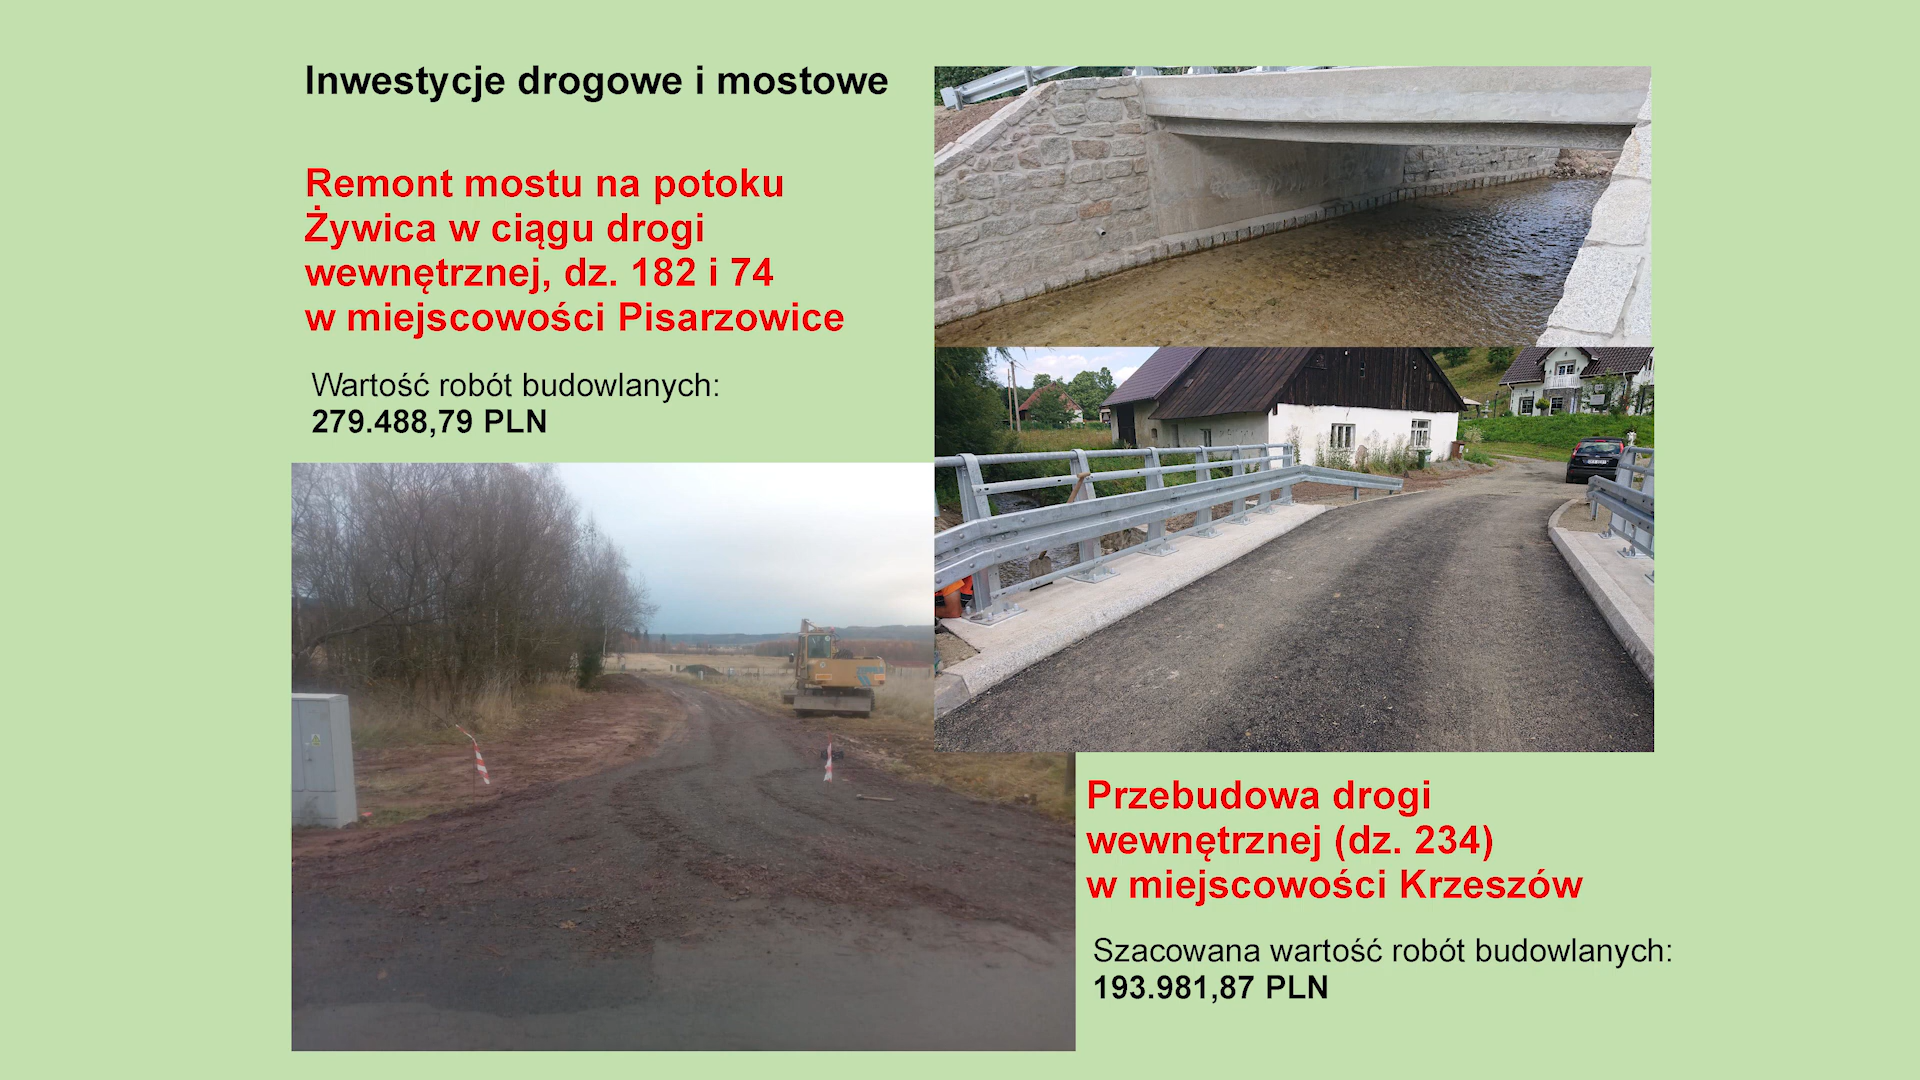 Inwestycje drogowe i mostowe
Remont mostu na potoku
Żywica w ciągu drogi
wewnętrznej, dz. 182 i 74
w miejscowości Pisarzowice
Wartość robót budowlanych:
279.488,79 PLN
Przebudowa drogi
wewnętrznej (dz. 234)
w miejscowości Krzeszów
Szacowana wartość robót budowlanych:
193.981,87 PLN